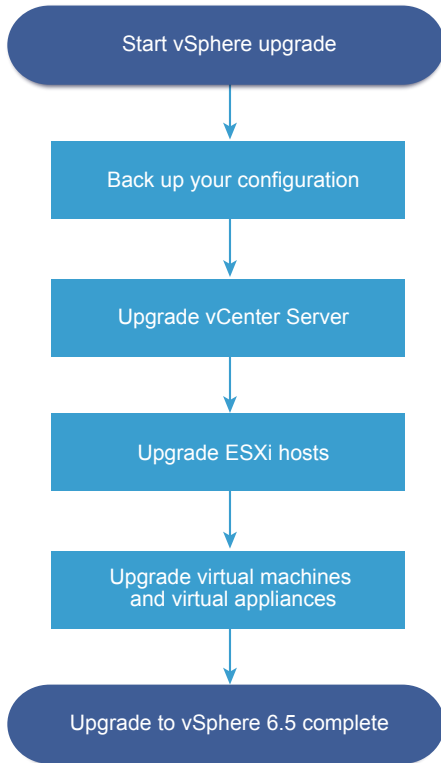 Start vSphere upgrade
Back up your configuration
Upgrade vCenter Server
Upgrade ESXi hosts
Upgrade virtual machines
and virtual appliances
Upgrade to vSphere 6.5 complete